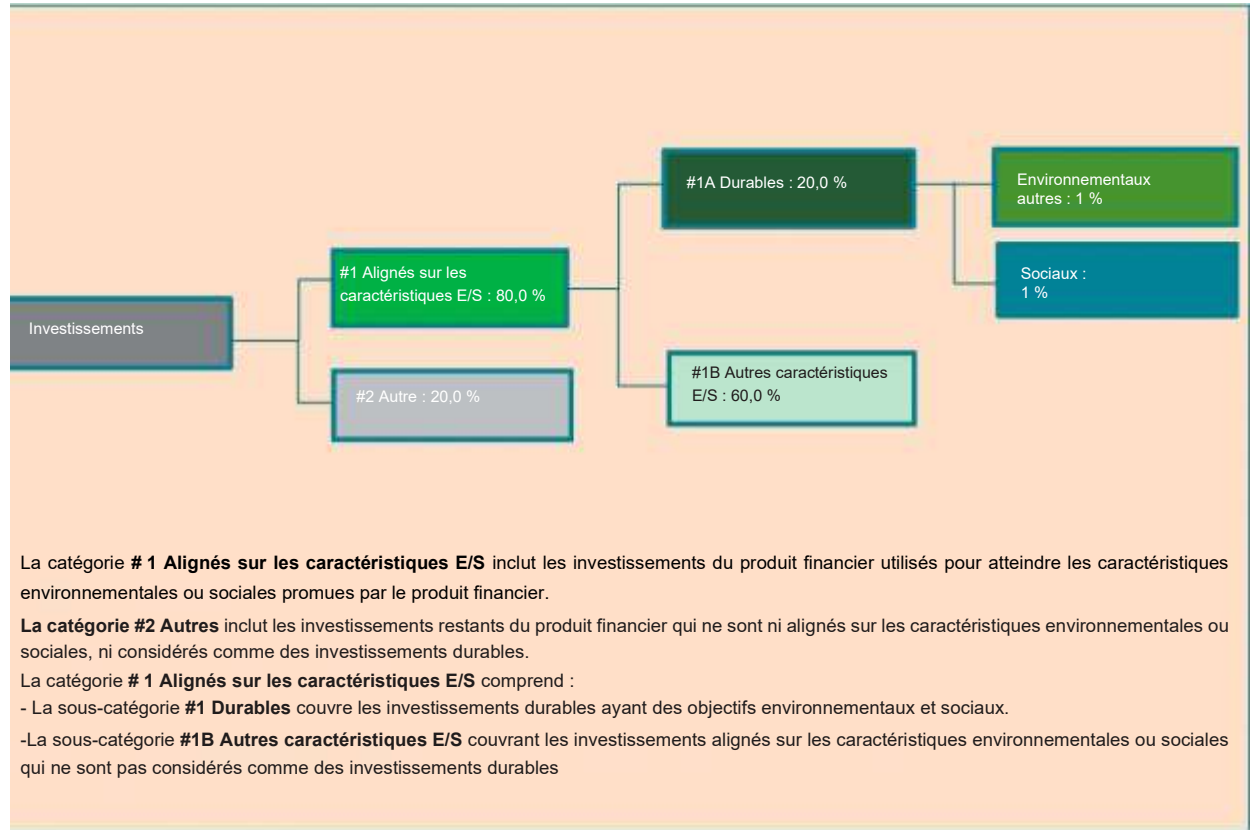 #1A Durables : 20,0 %
Environnementaux
autres : 1 %
#1 Alignés sur les
caractéristiques E/S : 80,0 %
Sociaux :
1 %
Investissements
#2 Autre : 20,0 %
#1B Autres caractéristiques
E/S : 60,0 %
La catégorie # 1 Alignés sur les caractéristiques E/S inclut les investissements du produit financier utilisés pour atteindre les caractéristiques
environnementales ou sociales promues par le produit financier.
La catégorie #2 Autres inclut les investissements restants du produit financier qui ne sont ni alignés sur les caractéristiques environnementales ou
sociales, ni considérés comme des investissements durables.
La catégorie # 1 Alignés sur les caractéristiques E/S comprend :
- La sous-catégorie #1 Durables couvre les investissements durables ayant des objectifs environnementaux et sociaux.
-La sous-catégorie #1B Autres caractéristiques E/S couvrant les investissements alignés sur les caractéristiques environnementales ou sociales
qui ne sont pas considérés comme des investissements durables